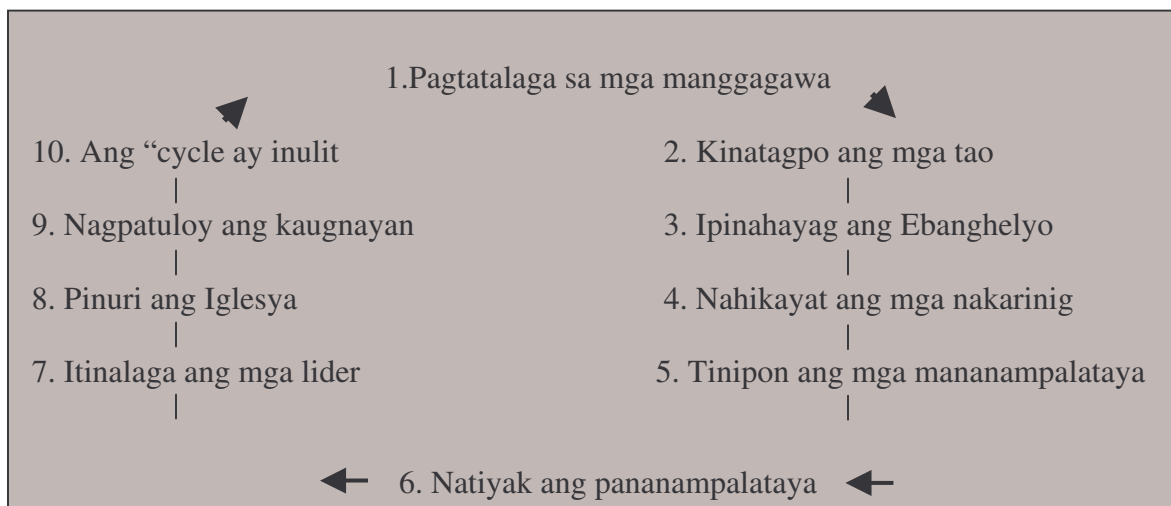 1.Pagtatalaga sa mga manggagawa
10. Ang “cycle ay inulit
2. Kinatagpo ang mga tao
9. Nagpatuloy ang kaugnayan
3. Ipinahayag ang Ebanghelyo
8. Pinuri ang Iglesya
4. Nahikayat ang mga nakarinig
7. Itinalaga ang mga lider
5. Tinipon ang mga mananampalataya
6. Natiyak ang pananampalataya